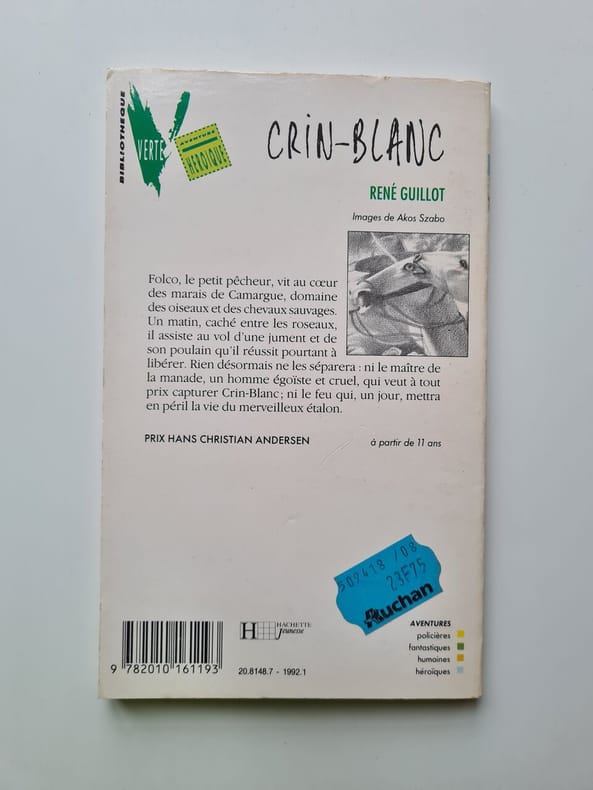 BIBLIOTHEQUE
VERTE
AVENTURE
HEROÏQUE
CRIN-BLANC
RENÉ GUILLOT
Images de Akos Szabo
Folco, le petit pêcheur, vit au cœur
des marais de Camargue, domaine
des oiseaux et des chevaux sauvages.
Un matin, caché entre les roseaux,
il assiste au vol d'une jument et de
son poulain qu'il réussit pourtant à
libérer. Rien désormais ne les séparera : ni le maître de
la manade, un homme égoïste et cruel, qui veut à tout
prix capturer Crin-Blanc ; ni le feu qui, un jour, mettra
en péril la vie du merveilleux étalon.
PRIX HANS CHRISTIAN ANDERSEN
à partir de 11 ans
509418 /08
23F75
Auchan
H HACHETTE
Jeunesse
20.8148.7 - 1992.1
9 782010 161193
AVENTURES
policières
fantastiques
humaines
héroïques